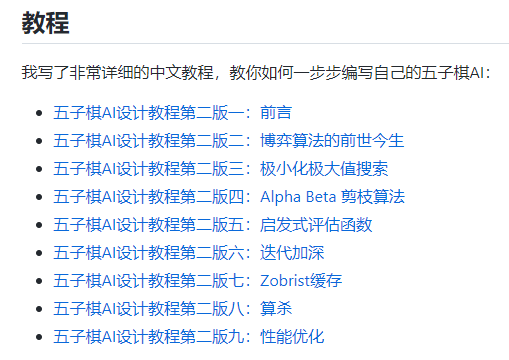 教程
我写了非常详细的中文教程，教你如何一步步编写自己的五子棋AI：
五子棋AI设计教程第二版一：前言
五子棋AI设计教程第二版二：博弈算法的前世今生
五子棋AI设计教程第二版三：极小化极大值搜索
五子棋AI设计教程第二版四：Alpha Beta 剪枝算法
五子棋AI设计教程第二版五：启发式评估函数
五子棋AI设计教程第二版六：迭代加深
五子棋AI设计教程第二版七：Zobrist缓存
五子棋AI设计教程第二版八：算杀
五子棋AI设计教程第二版九：性能优化